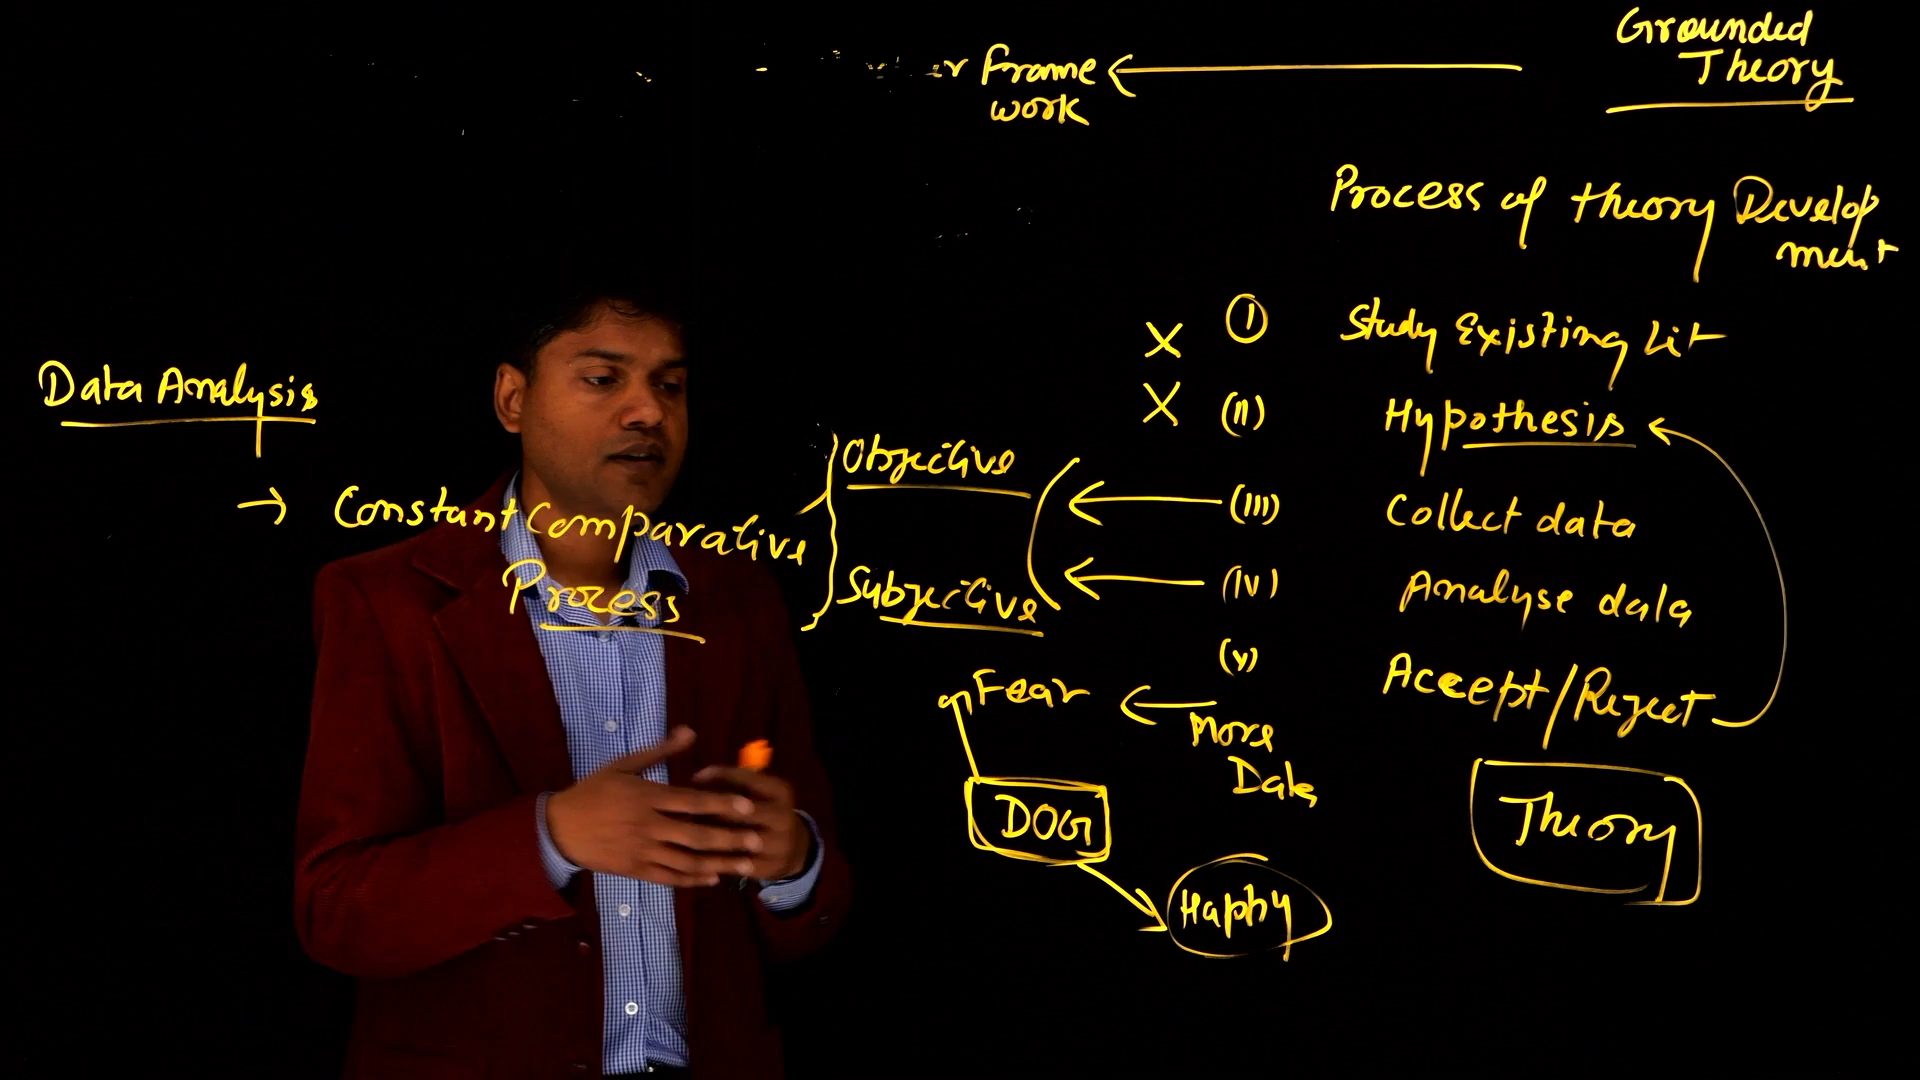 Grounded
Theory
Frame
work
Process of theory Develop
ment
X (I) Study Existing Lit
X (II) Hypothesis
(III) Collect data
(IV) Analyse data
(V) Accept/Reject
Theory
Data Analysis
→ Constant Comparative
Process
Objective
Subjective
Fear
More
Data
DOG
Happy